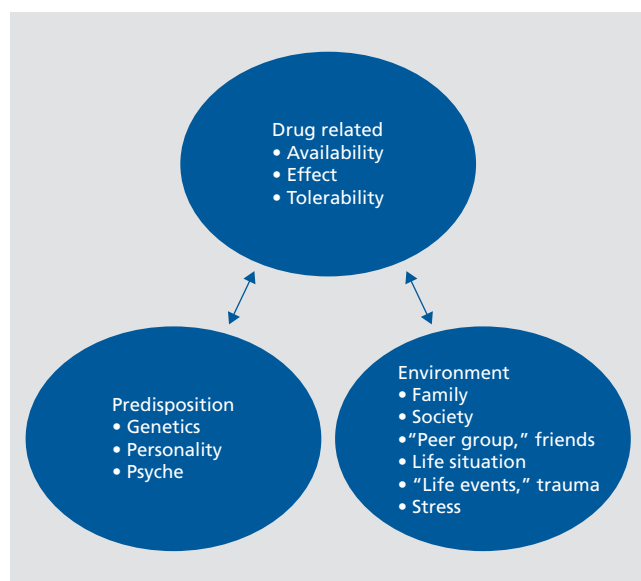 Drug related
• Availability
• Effect
• Tolerability
Predisposition
• Genetics
• Personality
• Psyche
Environment
• Family
• Society
•“Peer group,” friends
• Life situation
• “Life events,” trauma
• Stress